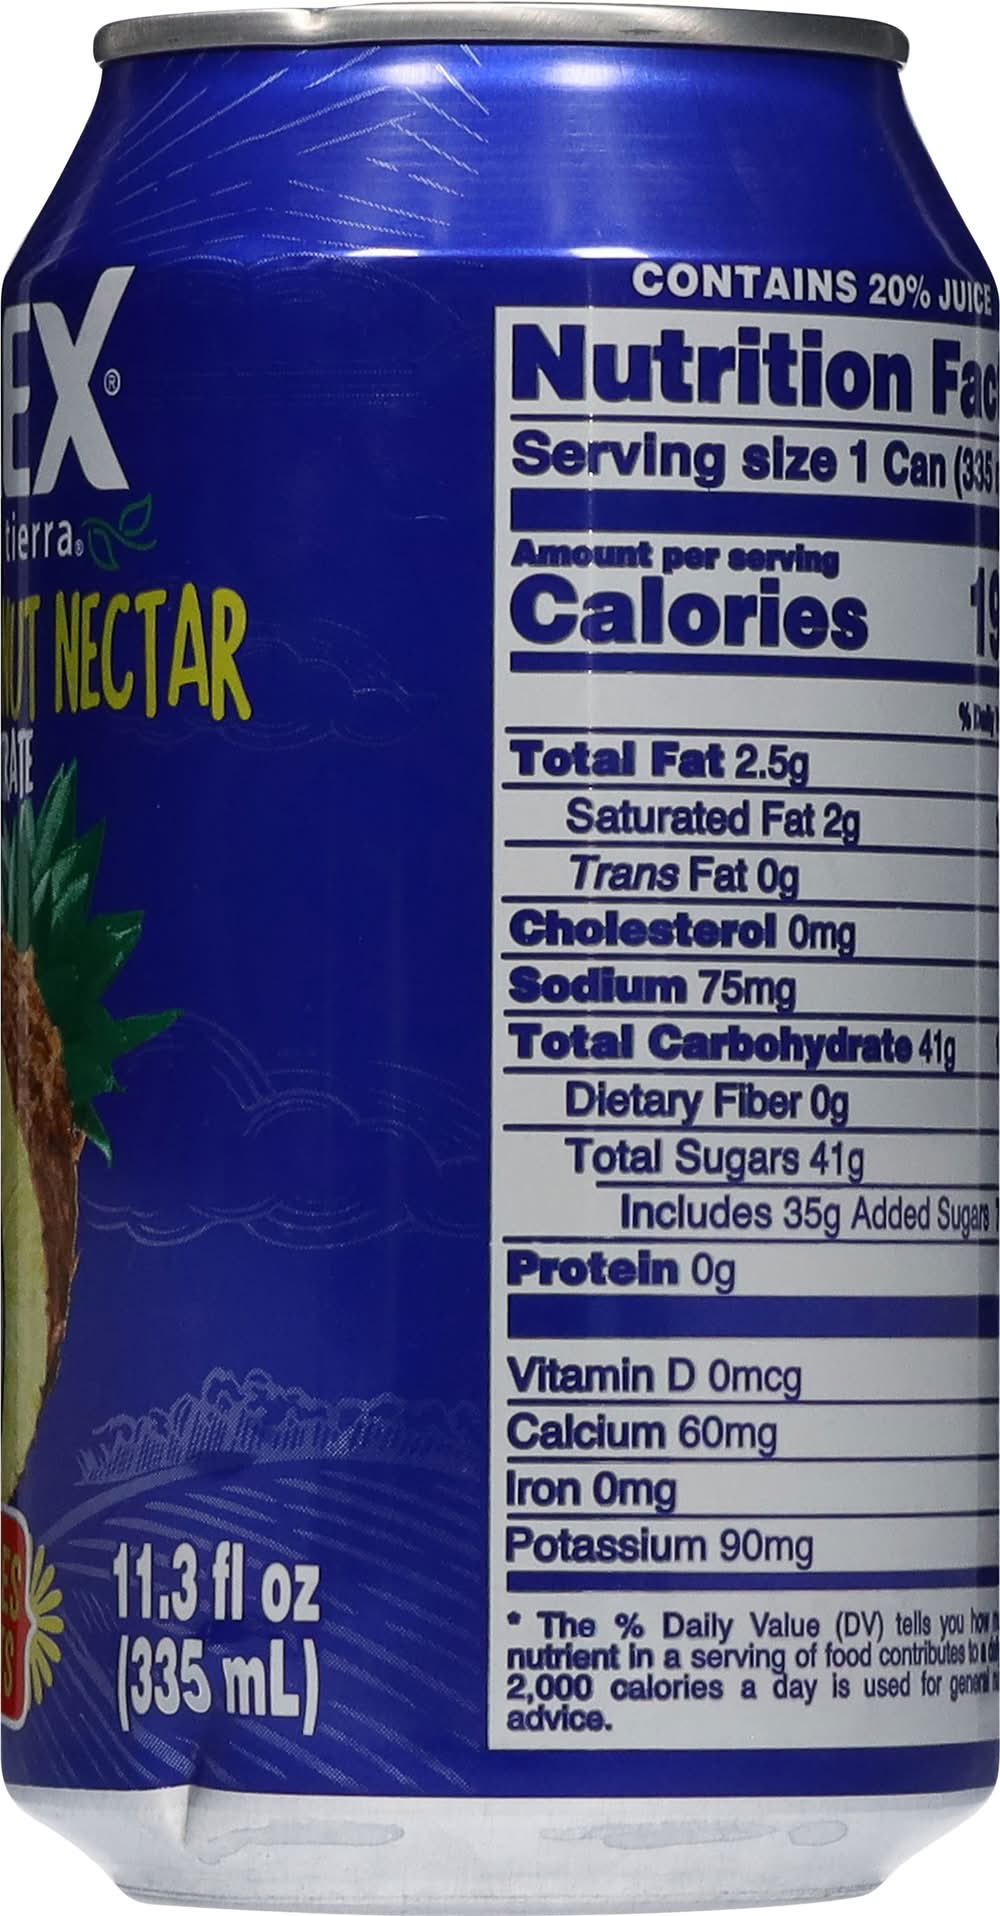 EX®
tierra®
NECTAR
11.3 fl oz
(335 mL)
CONTAINS 20% JUICE
Nutrition
Serving size 1 Can (335
Amount per serving
Calories
%
Total Fat 2.5g
Saturated Fat 2g
Trans Fat 0g
Cholesterol 0mg
Sodium 75mg
Total Carbohydrate 41g
Dietary Fiber 0g
Total Sugars 41g
Includes 35g Added Sugars
Protein 0g
Vitamin D 0mcg
Calcium 60mg
Iron 0mg
Potassium 90mg
* The % Daily Value (DV) tells you how
nutrient in a serving of food contributes to a
2,000 calories a day is used for general
advice.